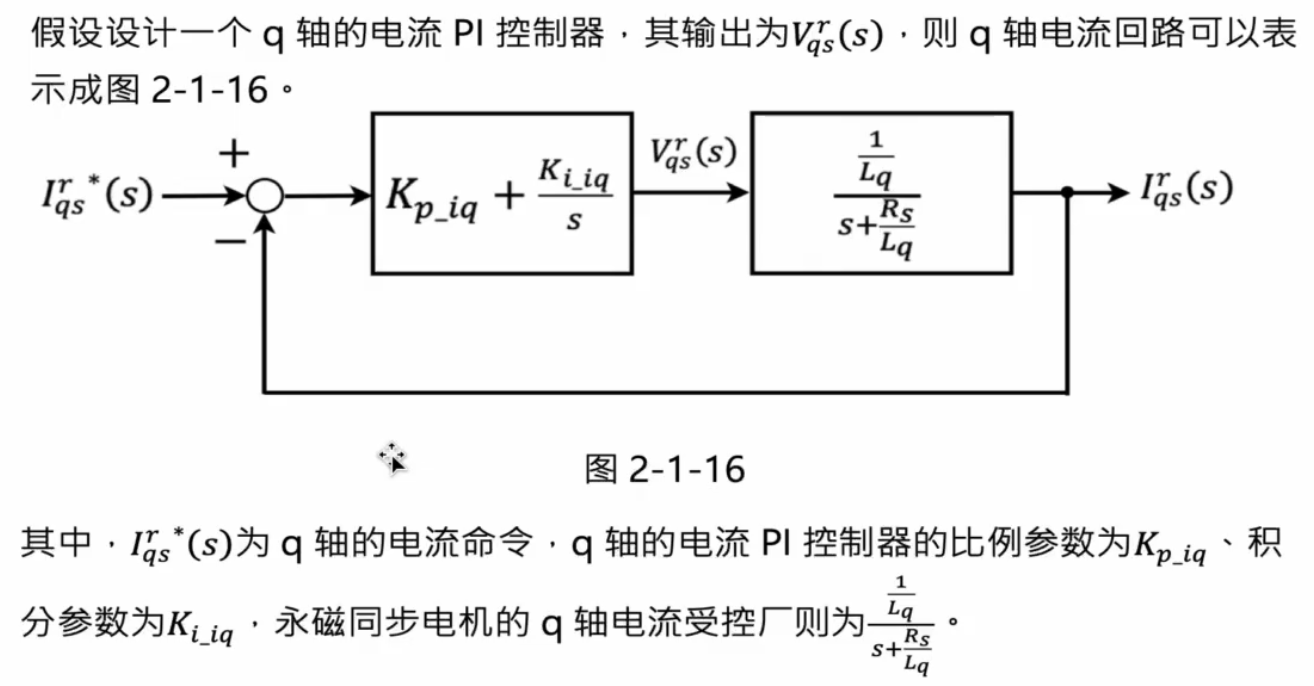 假设设计一个 q 轴的电流 PI 控制器，其输出为$V_{qs}^{r}(s)$，则 q 轴电流回路可以表
示成图 2-1-16。
$I_{qs}^{r}{}^{*}(s)$ + − $K_{p\_iq}+\frac{K_{i\_iq}}{s}$ $V_{qs}^{r}(s)$ $\frac{\frac{1}{L_q}}{s+\frac{R_s}{L_q}}$ $I_{qs}^{r}(s)$
图 2-1-16
其中，$I_{qs}^{r}{}^{*}(s)$为 q 轴的电流命令，q 轴的电流 PI 控制器的比例参数为$K_{p\_iq}$、积
分参数为$K_{i\_iq}$，永磁同步电机的 q 轴电流受控厂则为$\frac{\frac{1}{L_q}}{s+\frac{R_s}{L_q}}$。